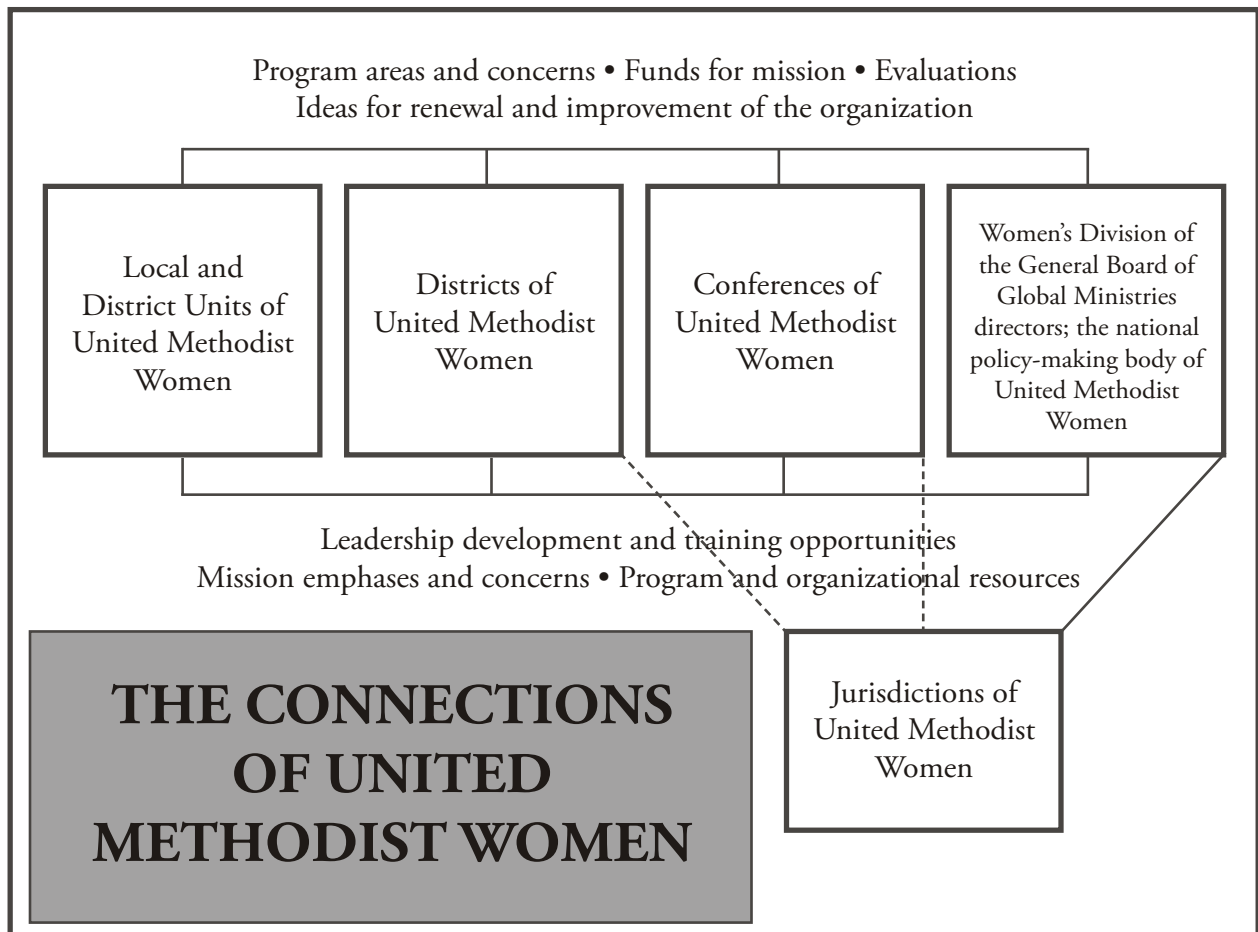 Program areas and concerns • Funds for mission • Evaluations
Ideas for renewal and improvement of the organization
Local and
District Units of
United Methodist
Women
Districts of
United Methodist
Women
Conferences of
United Methodist
Women
Women’s Division of
the General Board of
Global Ministries
directors; the national
policy-making body of
United Methodist
Women
Leadership development and training opportunities
Mission emphases and concerns • Program and organizational resources
THE CONNECTIONS
OF UNITED
METHODIST WOMEN
Jurisdictions of
United Methodist
Women